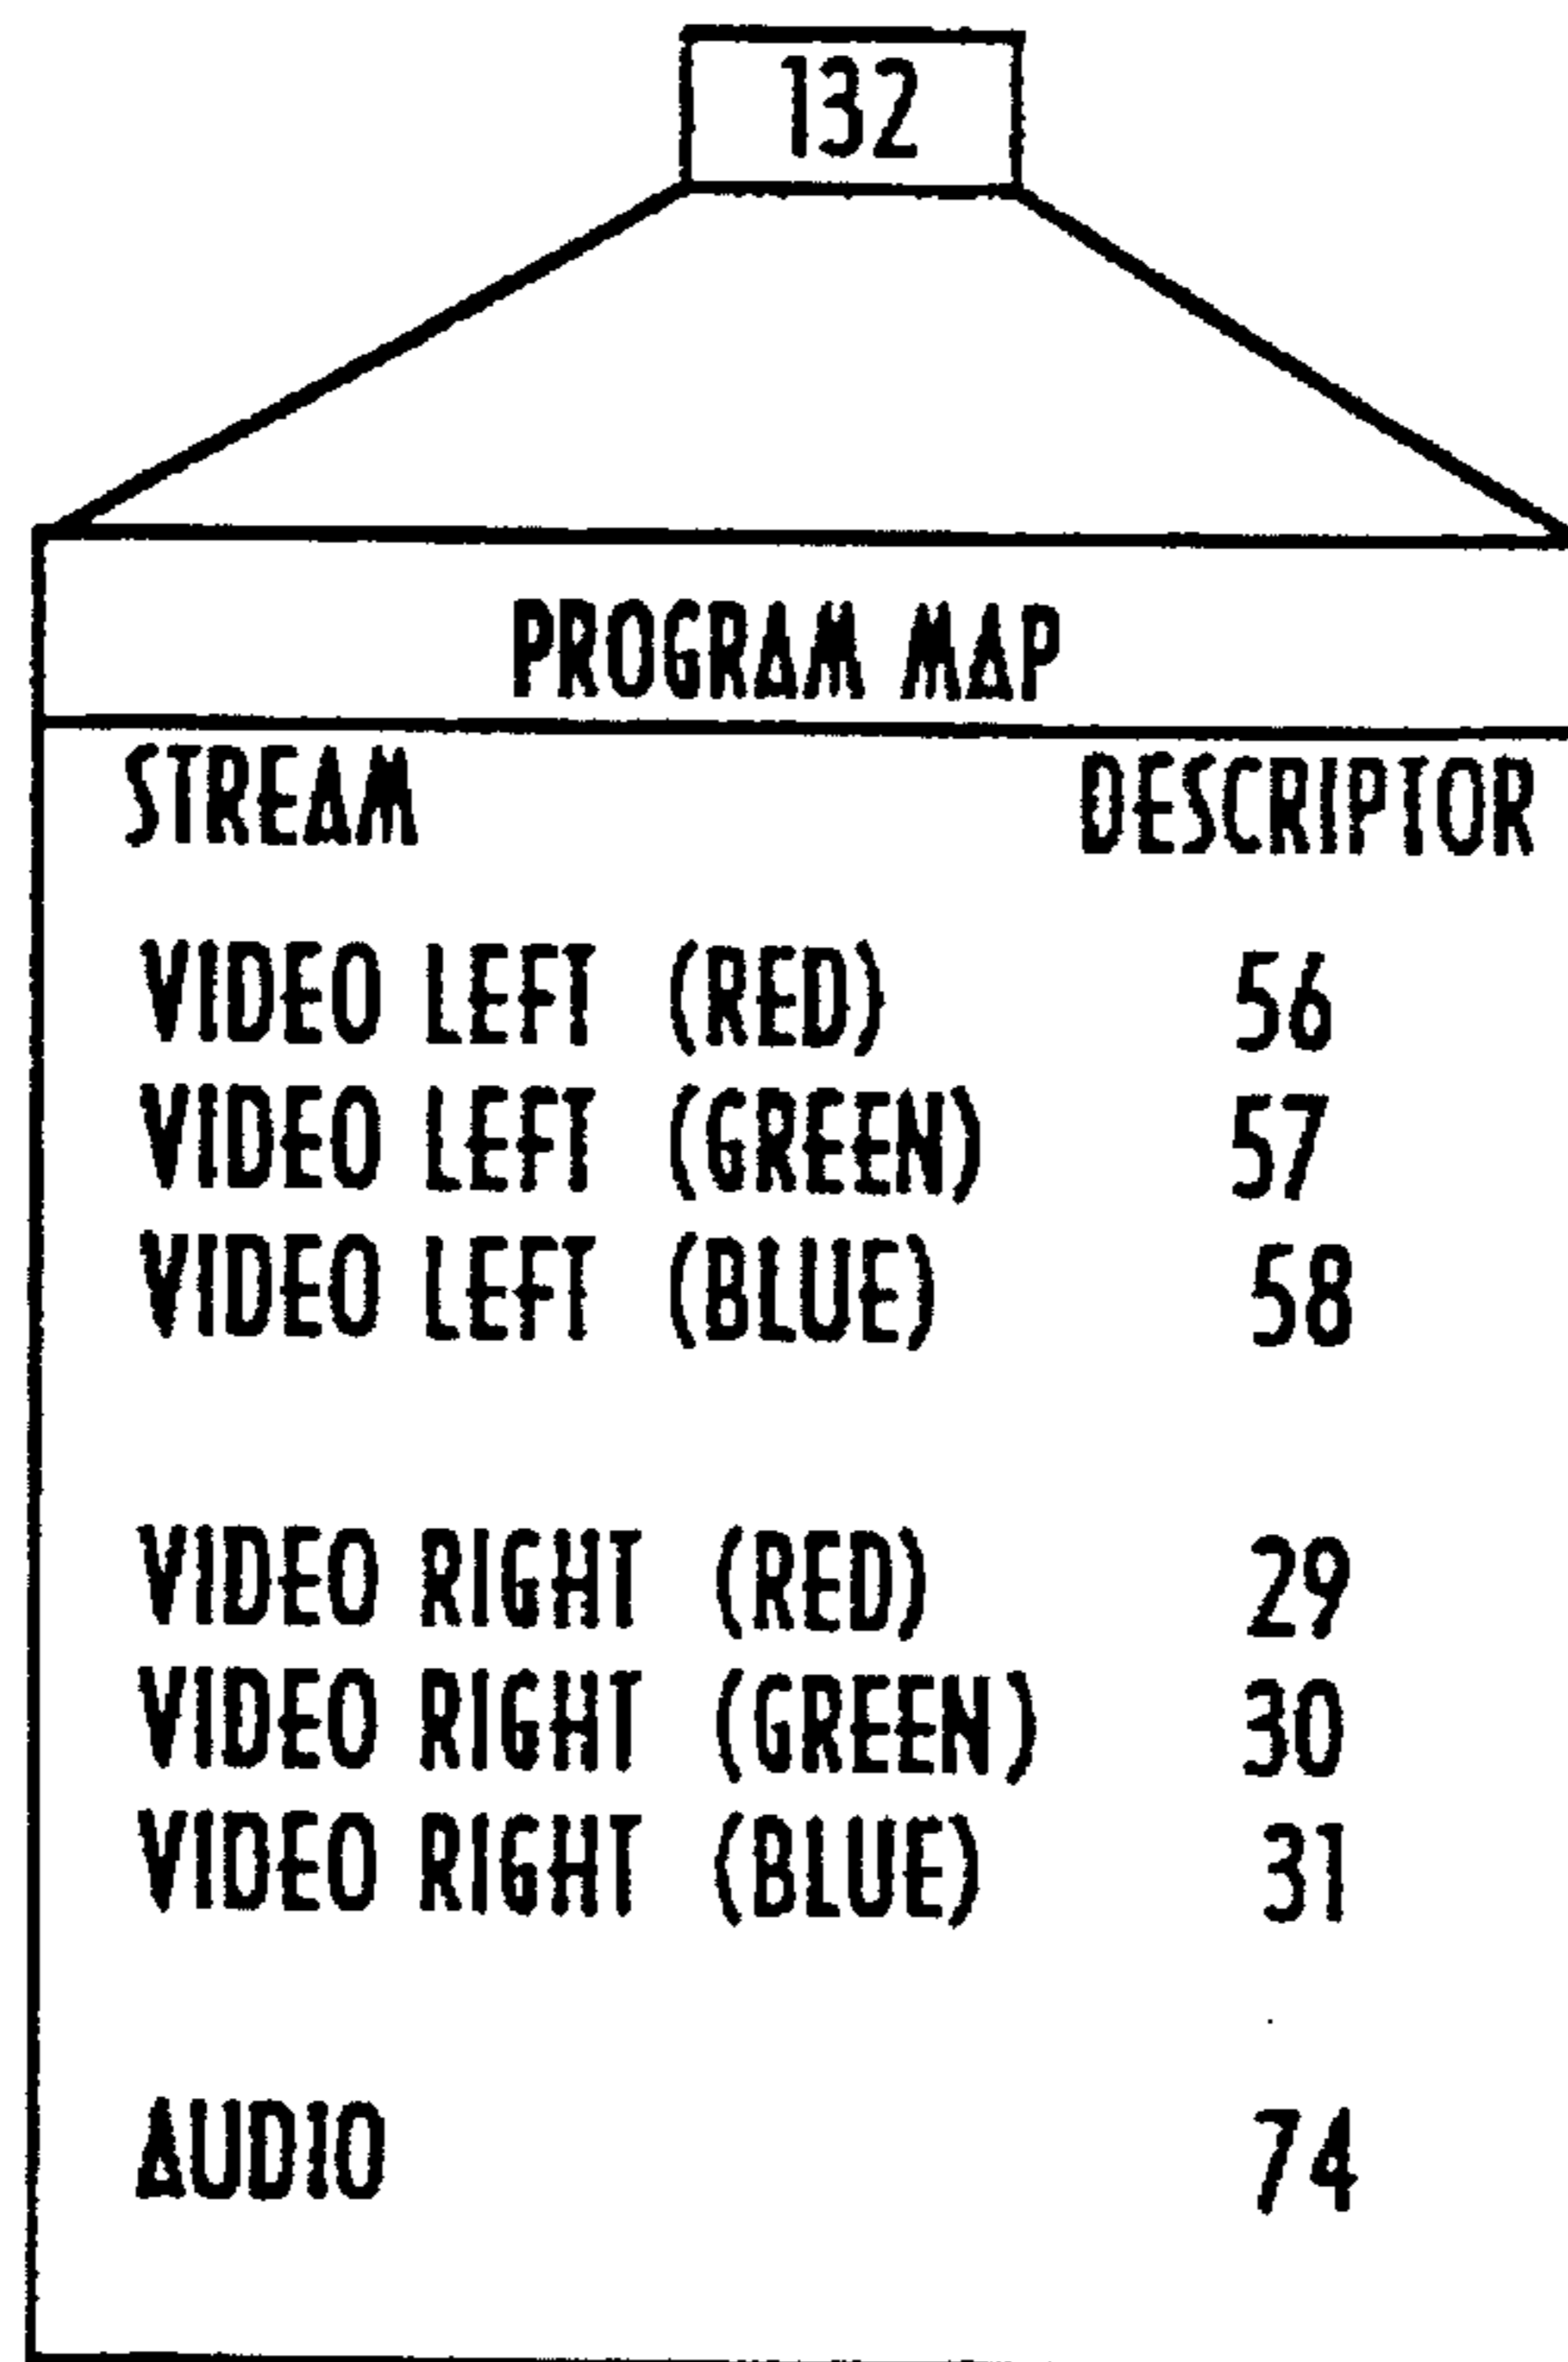 132
PROGRAM MAP
STREAM DESCRIPTOR
VIDEO LEFT (RED) 56
VIDEO LEFT (GREEN) 57
VIDEO LEFT (BLUE) 58
VIDEO RIGHT (RED) 29
VIDEO RIGHT (GREEN) 30
VIDEO RIGHT (BLUE) 31
AUDIO 74